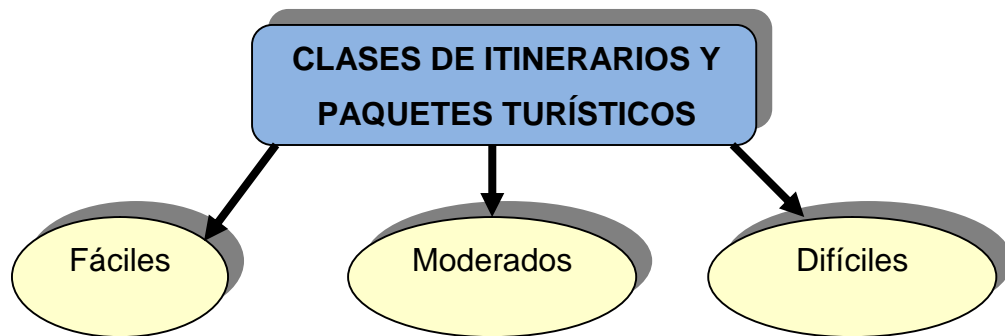 CLASES DE ITINERARIOS Y
PAQUETES TURÍSTICOS
Fáciles
Moderados
Difíciles